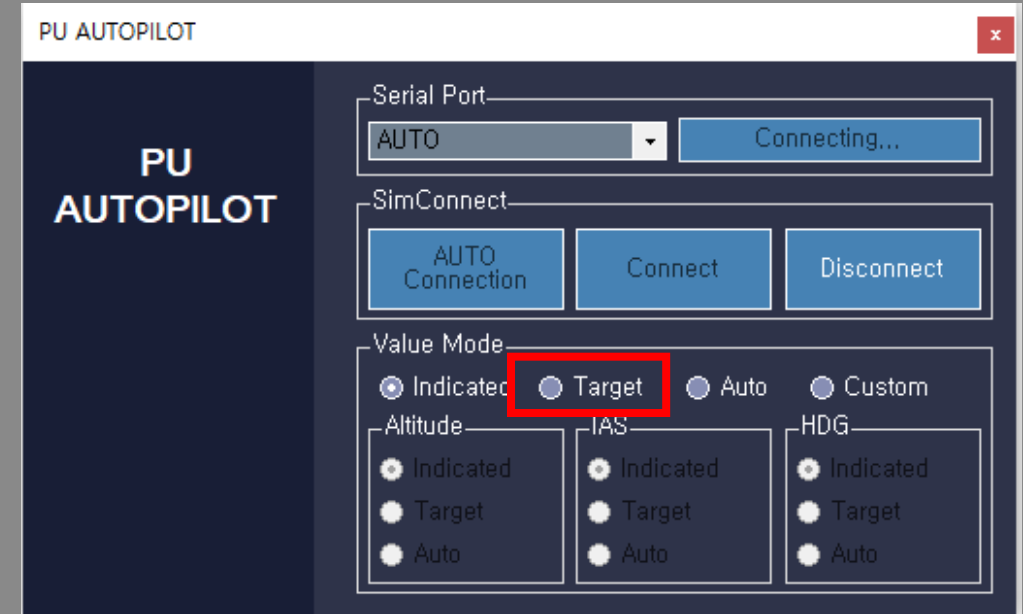 PU AUTOPILOT
x
PU
AUTOPILOT
Serial Port
AUTO
Connecting...
SimConnect
AUTO
Connection
Connect
Disconnect
Value Mode
Indicated Target Auto Custom
Altitude IAS HDG
Indicated Indicated Indicated
Target Target Target
Auto Auto Auto